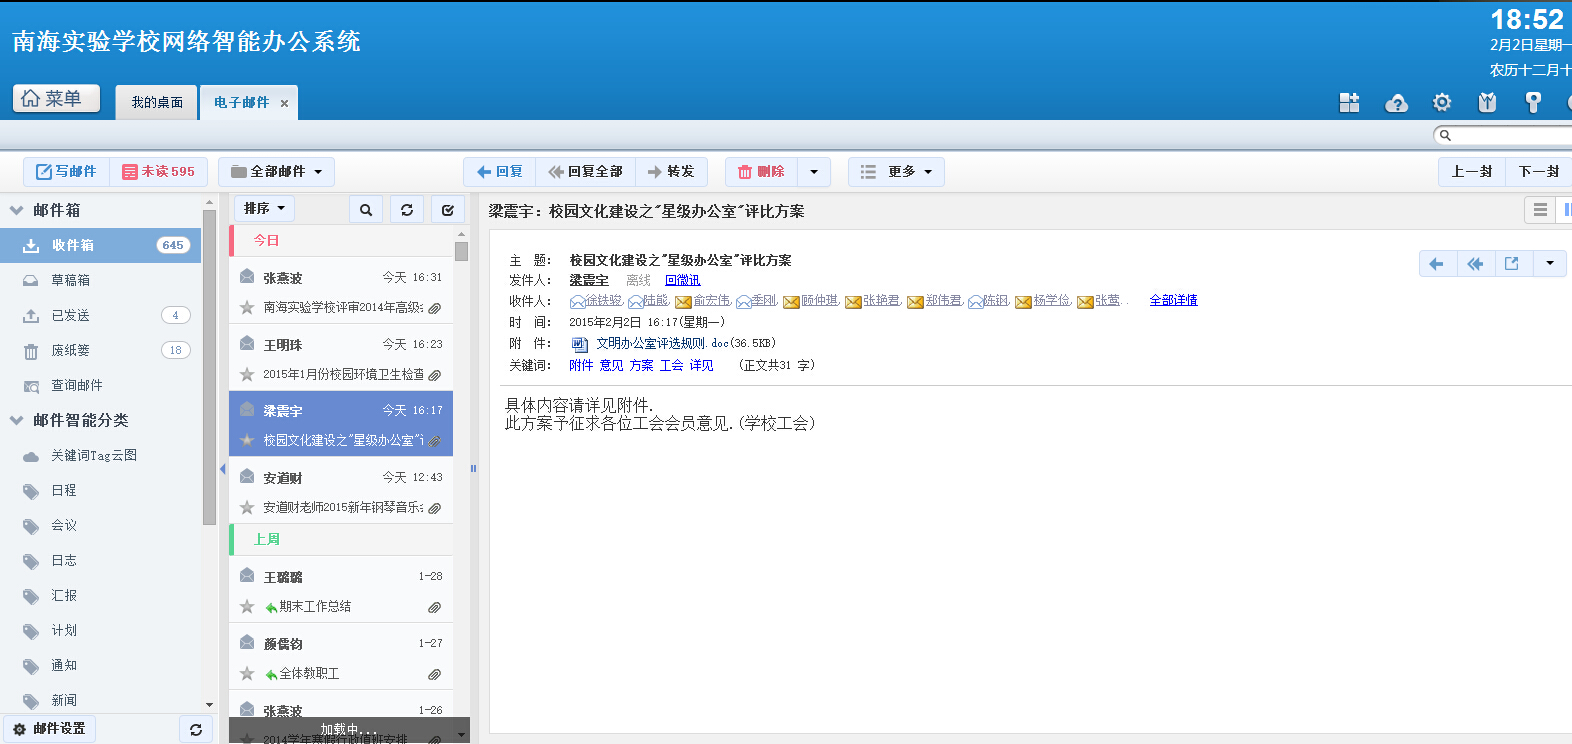 18:52
南海实验学校网络智能办公系统
2月2日星期一
农历十二月十
菜单
我的桌面
电子邮件 ×
写邮件 未读 595 全部邮件 回复 回复全部 转发 删除 更多 上一封 下一封
邮件箱
收件箱 645
草稿箱
已发送 4
废纸篓 18
查询邮件
邮件智能分类
关键词Tag云图
日程
会议
日志
汇报
计划
通知
新闻
邮件设置
排序
今日
张熹波 今天 16:31
南海实验学校评审2014年高级
王明珠 今天 16:23
2015年1月份校园环境卫生检查
梁震宇 今天 16:17
校园文化建设之"星级办公室"
安道财 今天 12:43
安道财老师2015新年钢琴音乐
上周
王璐璐 1-28
期末工作总结
颜儒钧 1-27
全体教职工
张熹波 1-26
加载中...
2014学年寒假行政值班安排
梁震宇: 校园文化建设之"星级办公室"评比方案
主 题: 校园文化建设之"星级办公室"评比方案
发件人: 梁震宇 离线 回微讯
收件人: 徐铁骏, 陆能, 俞宏伟, 季刚, 顾仲琪, 张艳君, 郑伟君, 陈钢, 杨学俭, 张莺.. 全部详情
时 间: 2015年2月2日 16:17(星期一)
附 件: 文明办公室评选规则.doc(36.5KB)
关键词: 附件 意见 方案 工会 详见 (正文共31 字)
具体内容请详见附件.
此方案予征求各位工会会员意见.(学校工会)